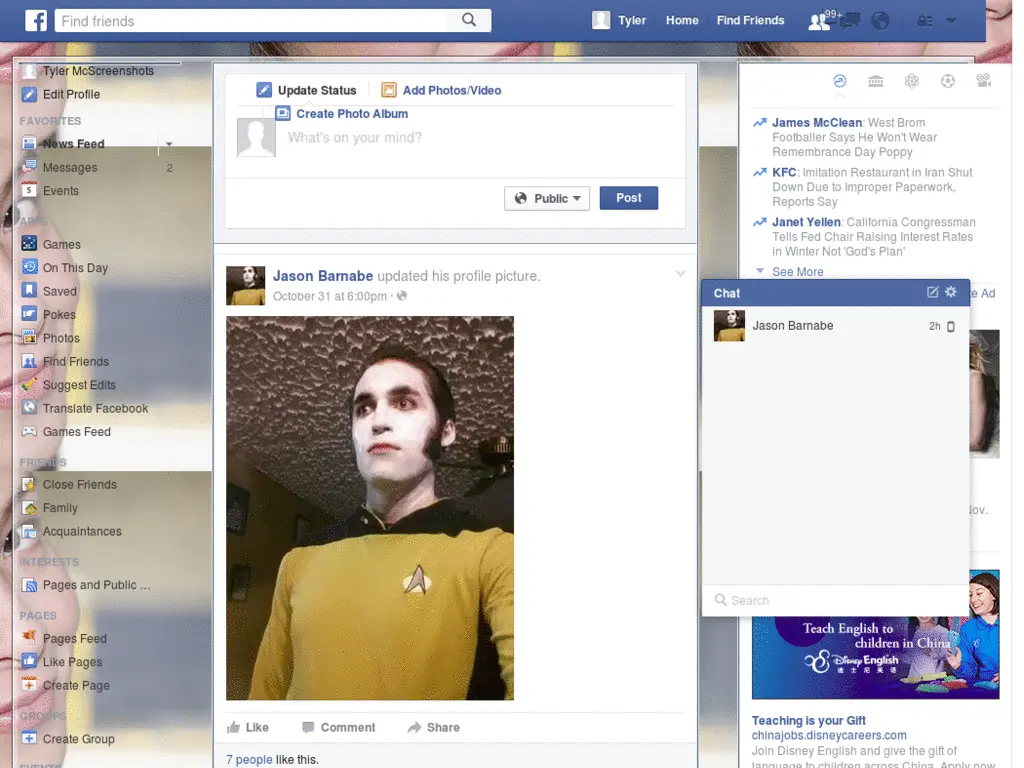 f
Find friends
Tyler
Home
Find Friends
99+
Tyler McScreenshots
Edit Profile
FAVORITES
News Feed
Messages
2
Events
APPS
Games
On This Day
Saved
Pokes
Photos
Find Friends
Suggest Edits
Translate Facebook
Games Feed
FRIENDS
Close Friends
Family
Acquaintances
INTERESTS
Pages and Public ...
PAGES
Pages Feed
Like Pages
Create Page
GROUPS
Create Group
EVENTS
Update Status
Add Photos/Video
Create Photo Album
What's on your mind?
Public
Post
Jason Barnabe updated his profile picture.
October 31 at 6:00pm ·
Like
Comment
Share
7 people like this.
James McClean: West Brom
Footballer Says He Won't Wear
Remembrance Day Poppy
KFC: Imitation Restaurant in Iran Shut
Down Due to Improper Paperwork,
Reports Say
Janet Yellen: California Congressman
Tells Fed Chair Raising Interest Rates
in Winter Not 'God's Plan'
See More
Ad
Chat
Jason Barnabe
2h
Nov.
Search
Teach English to
children in China
Disney English
迪士尼英语
Teaching is your Gift
chinajobs.disneycareers.com
Join Disney English and give the gift of
language to children across China. Apply now